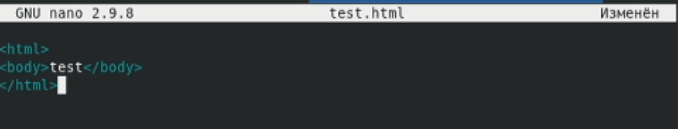 GNU nano 2.9.8 test.html Изменён
<html>
<body>test</body>
</html>